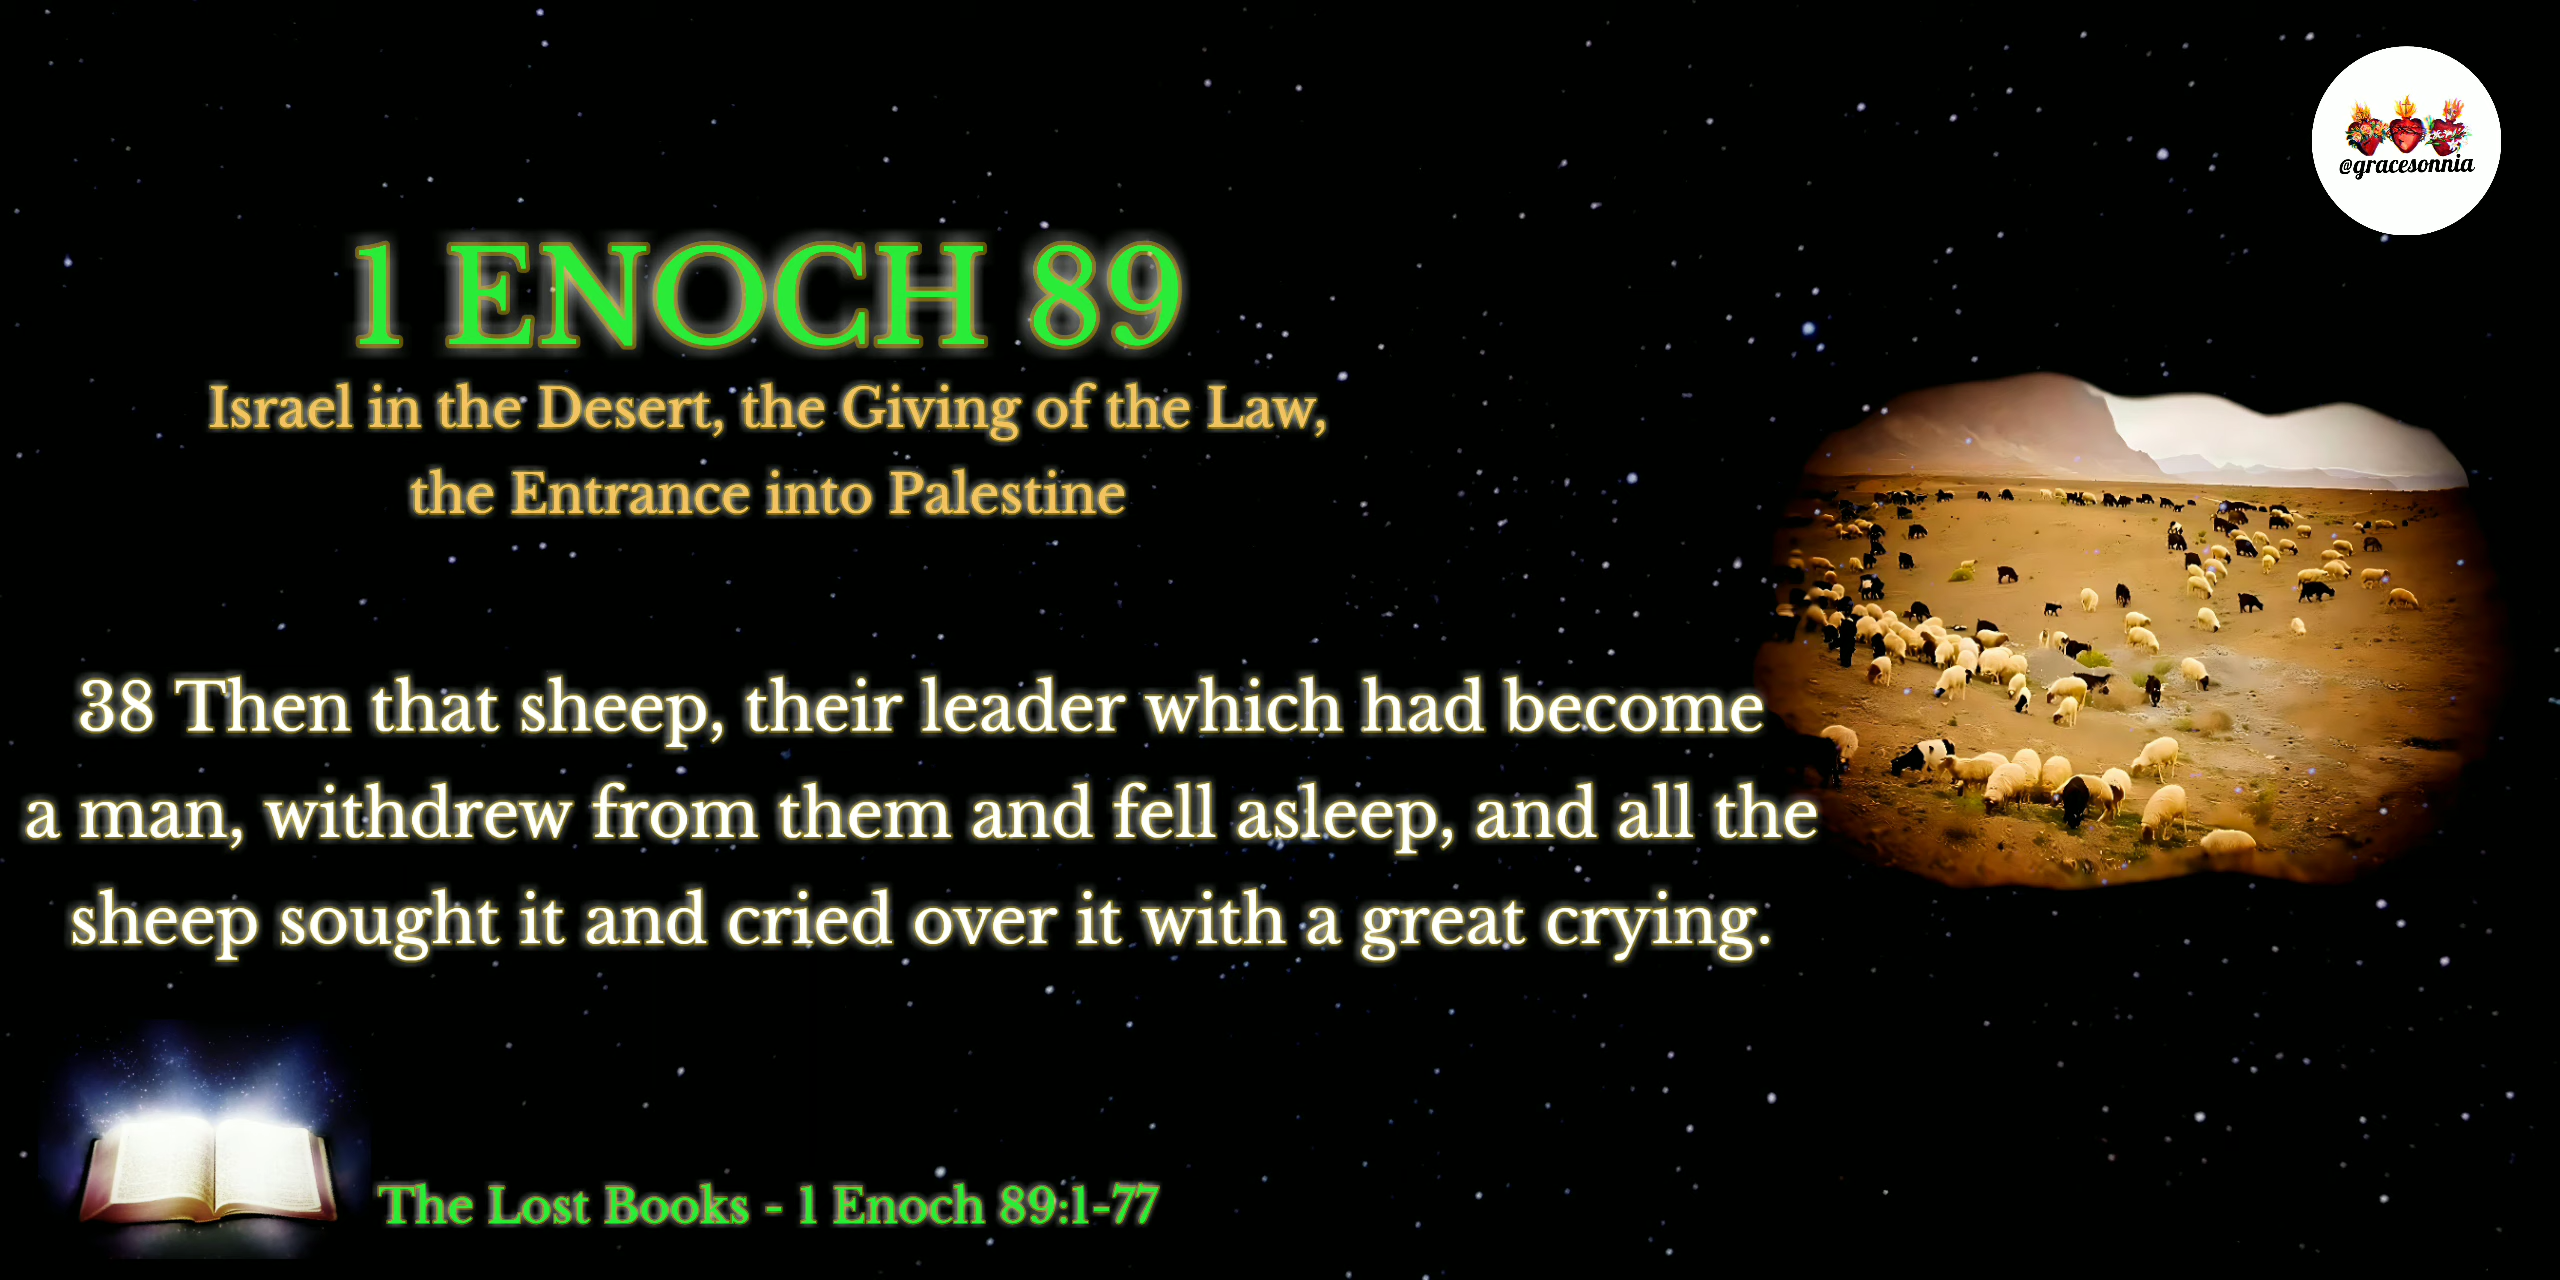 @gracesonnia
1 ENOCH 89
Israel in the Desert, the Giving of the Law,
the Entrance into Palestine
38 Then that sheep, their leader which had become
a man, withdrew from them and fell asleep, and all the
sheep sought it and cried over it with a great crying.
The Lost Books - 1 Enoch 89:1-77